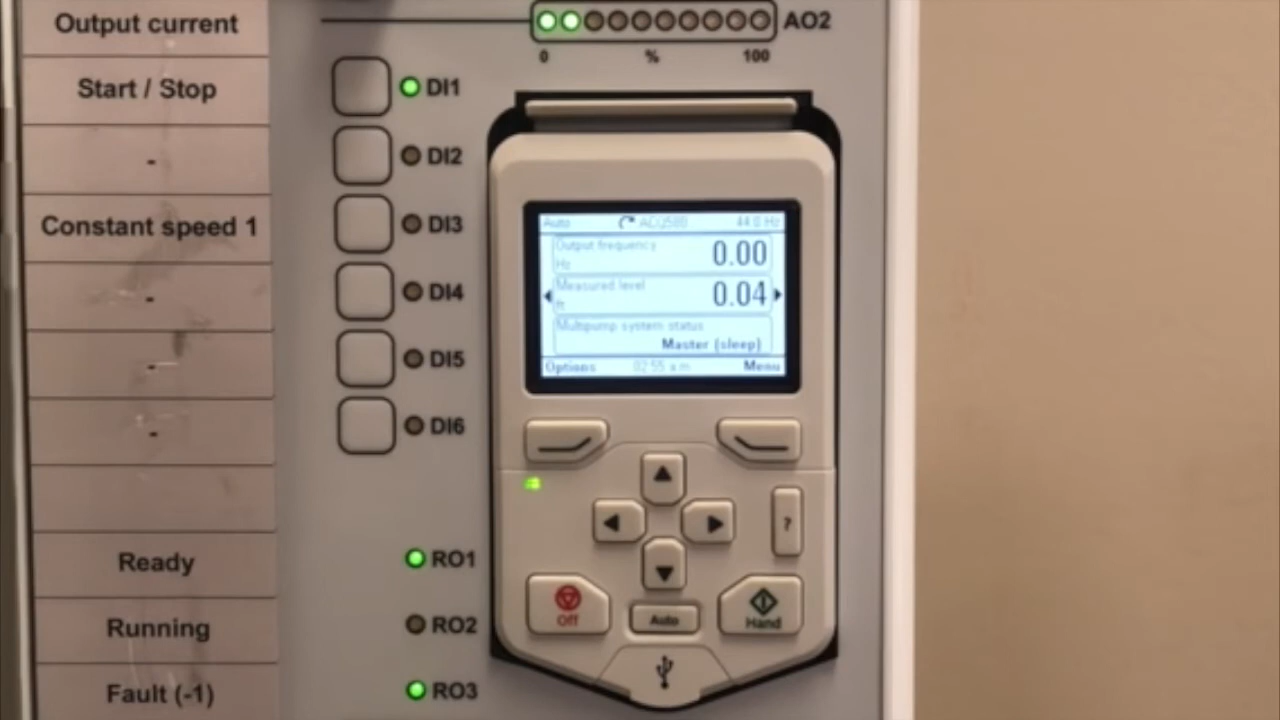 Output current
AO2
0 % 100
Start / Stop
DI1
-
DI2
Constant speed 1
DI3
-
DI4
-
DI5
-
DI6
Auto ACQ580 44.0 Hz
Output frequency
Hz
0.00
Measured level
ft
0.04
Multipump system status
Master (sleep)
Options 02:55 a.m. Menu
?
Off
Auto
Hand
Ready
RO1
Running
RO2
Fault (-1)
RO3